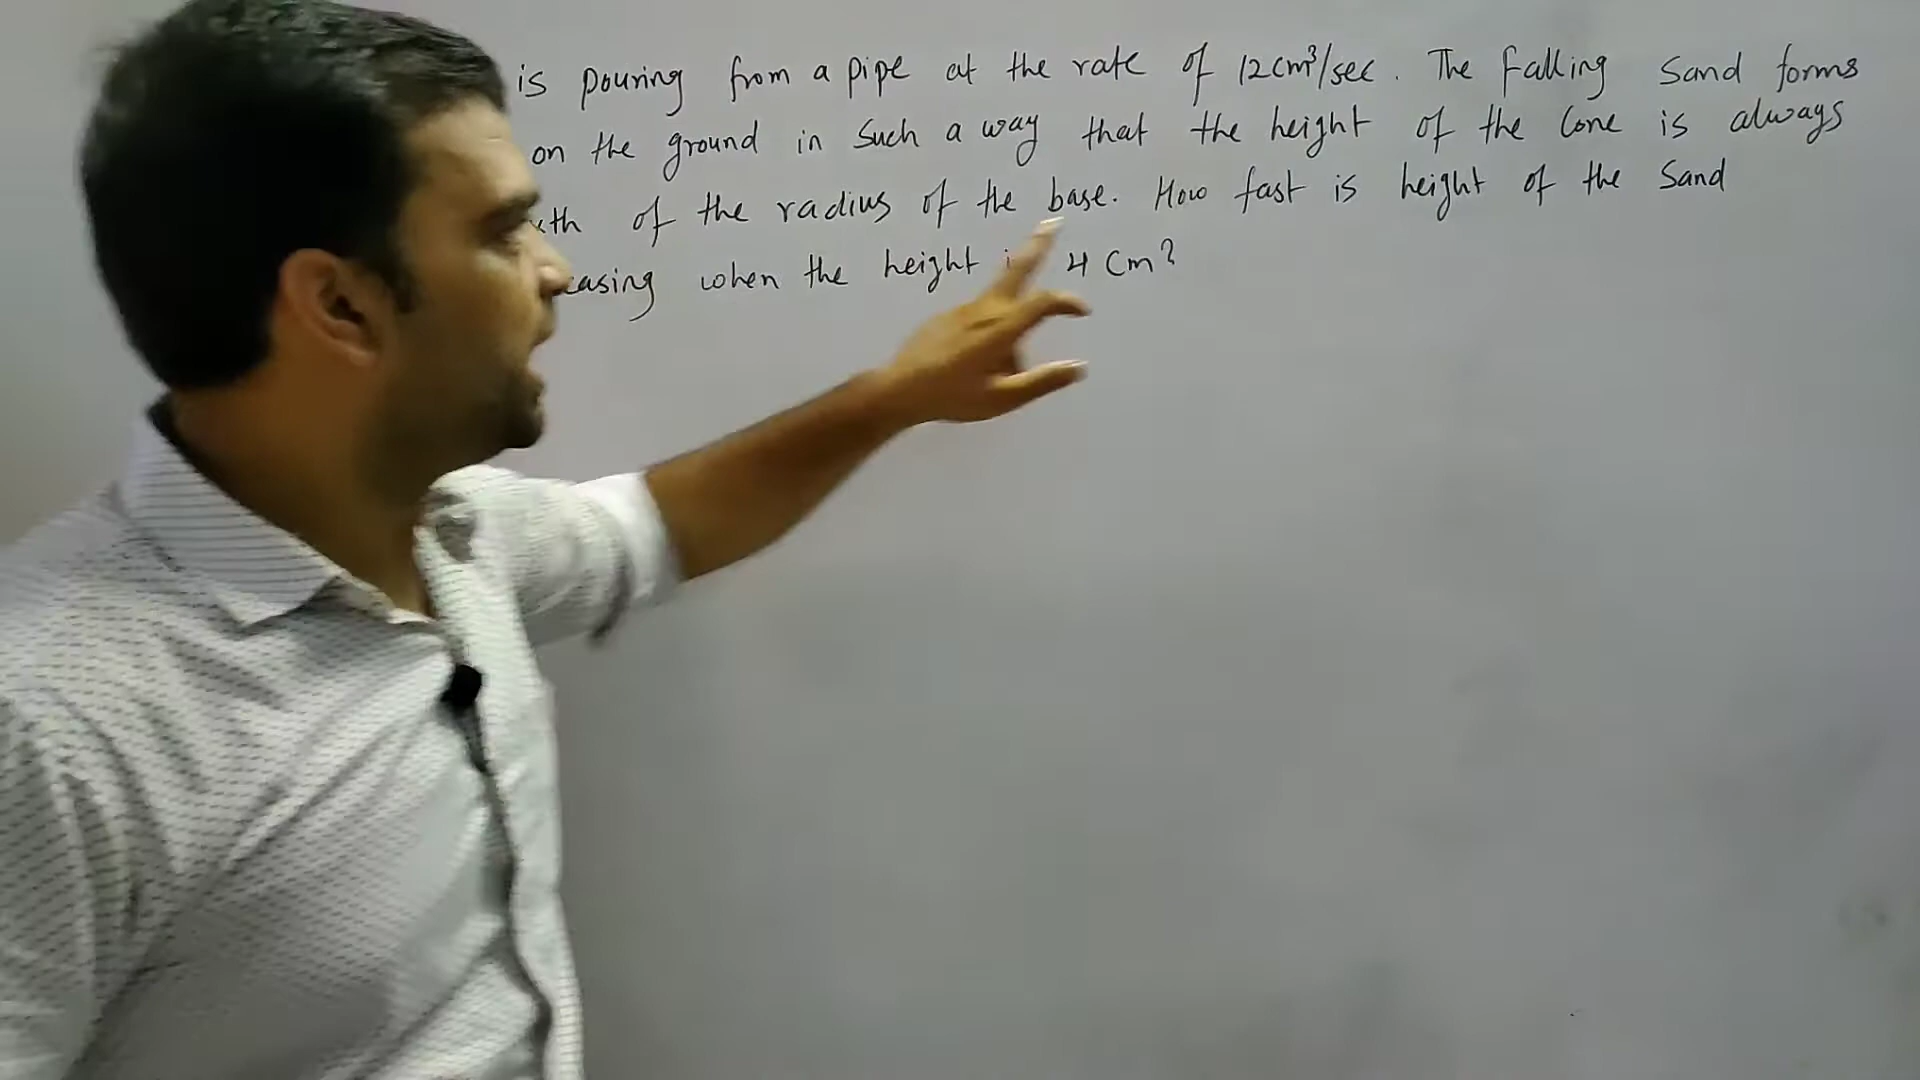 is pouring from a pipe at the rate of 12cm³/sec. The falling Sand forms
on the ground in Such a way that the height of the Cone is always
of the radius of the base. How fast is height of the Sand
when the height 4 Cm?